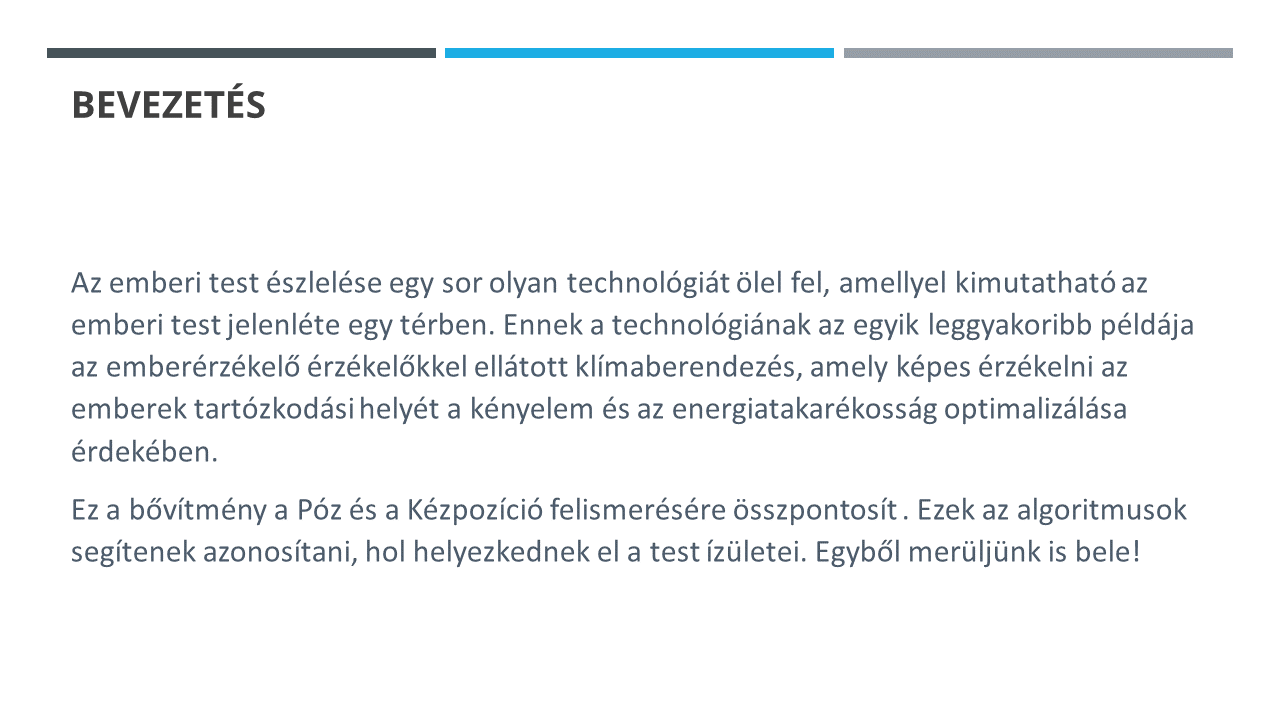 BEVEZETÉS
Az emberi test észlelése egy sor olyan technológiát ölel fel, amellyel kimutatható az
emberi test jelenléte egy térben. Ennek a technológiának az egyik leggyakoribb példája
az emberérzékelő érzékelőkkel ellátott klímaberendezés, amely képes érzékelni az
emberek tartózkodási helyét a kényelem és az energiatakarékosság optimalizálása
érdekében.
Ez a bővítmény a Póz és a Kézpozíció felismerésére összpontosít . Ezek az algoritmusok
segítenek azonosítani, hol helyezkednek el a test ízületei. Egyből merüljünk is bele!